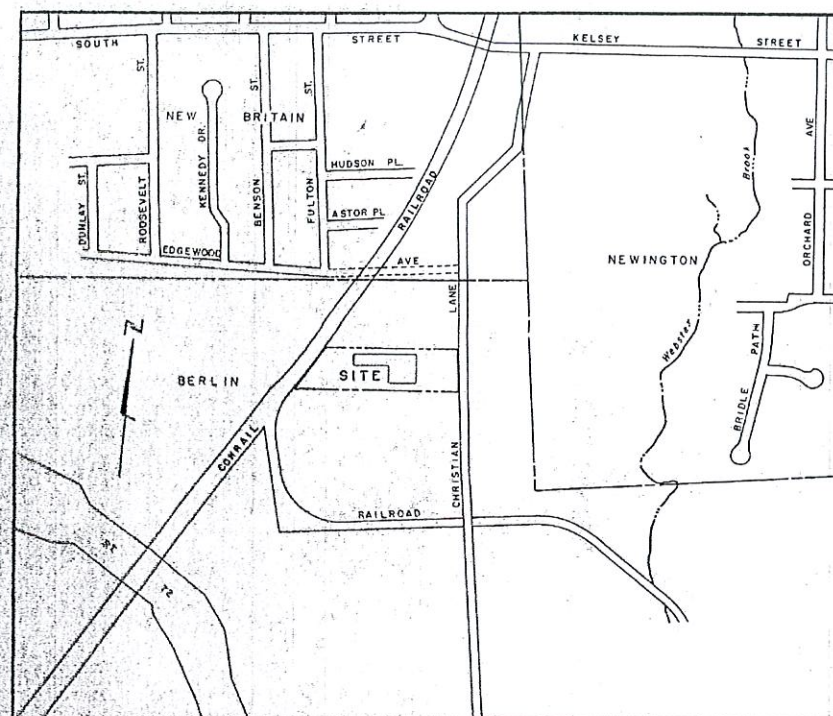 SOUTH STREET KELSEY STREET
ST.
ST.
ST.
NEW BRITAIN
KENNEDY DR.
Brook
AVE
HUDSON PL.
DUNLAY ST.
ROOSEVELT
BENSON
FULTON
ASTOR PL.
RAILROAD
ORCHARD
EDGEWOOD AVE
NEWINGTON
LANE
Webster
BRIDLE PATH
N
BERLIN
SITE
CONRAIL
CHRISTIAN
RAILROAD
72